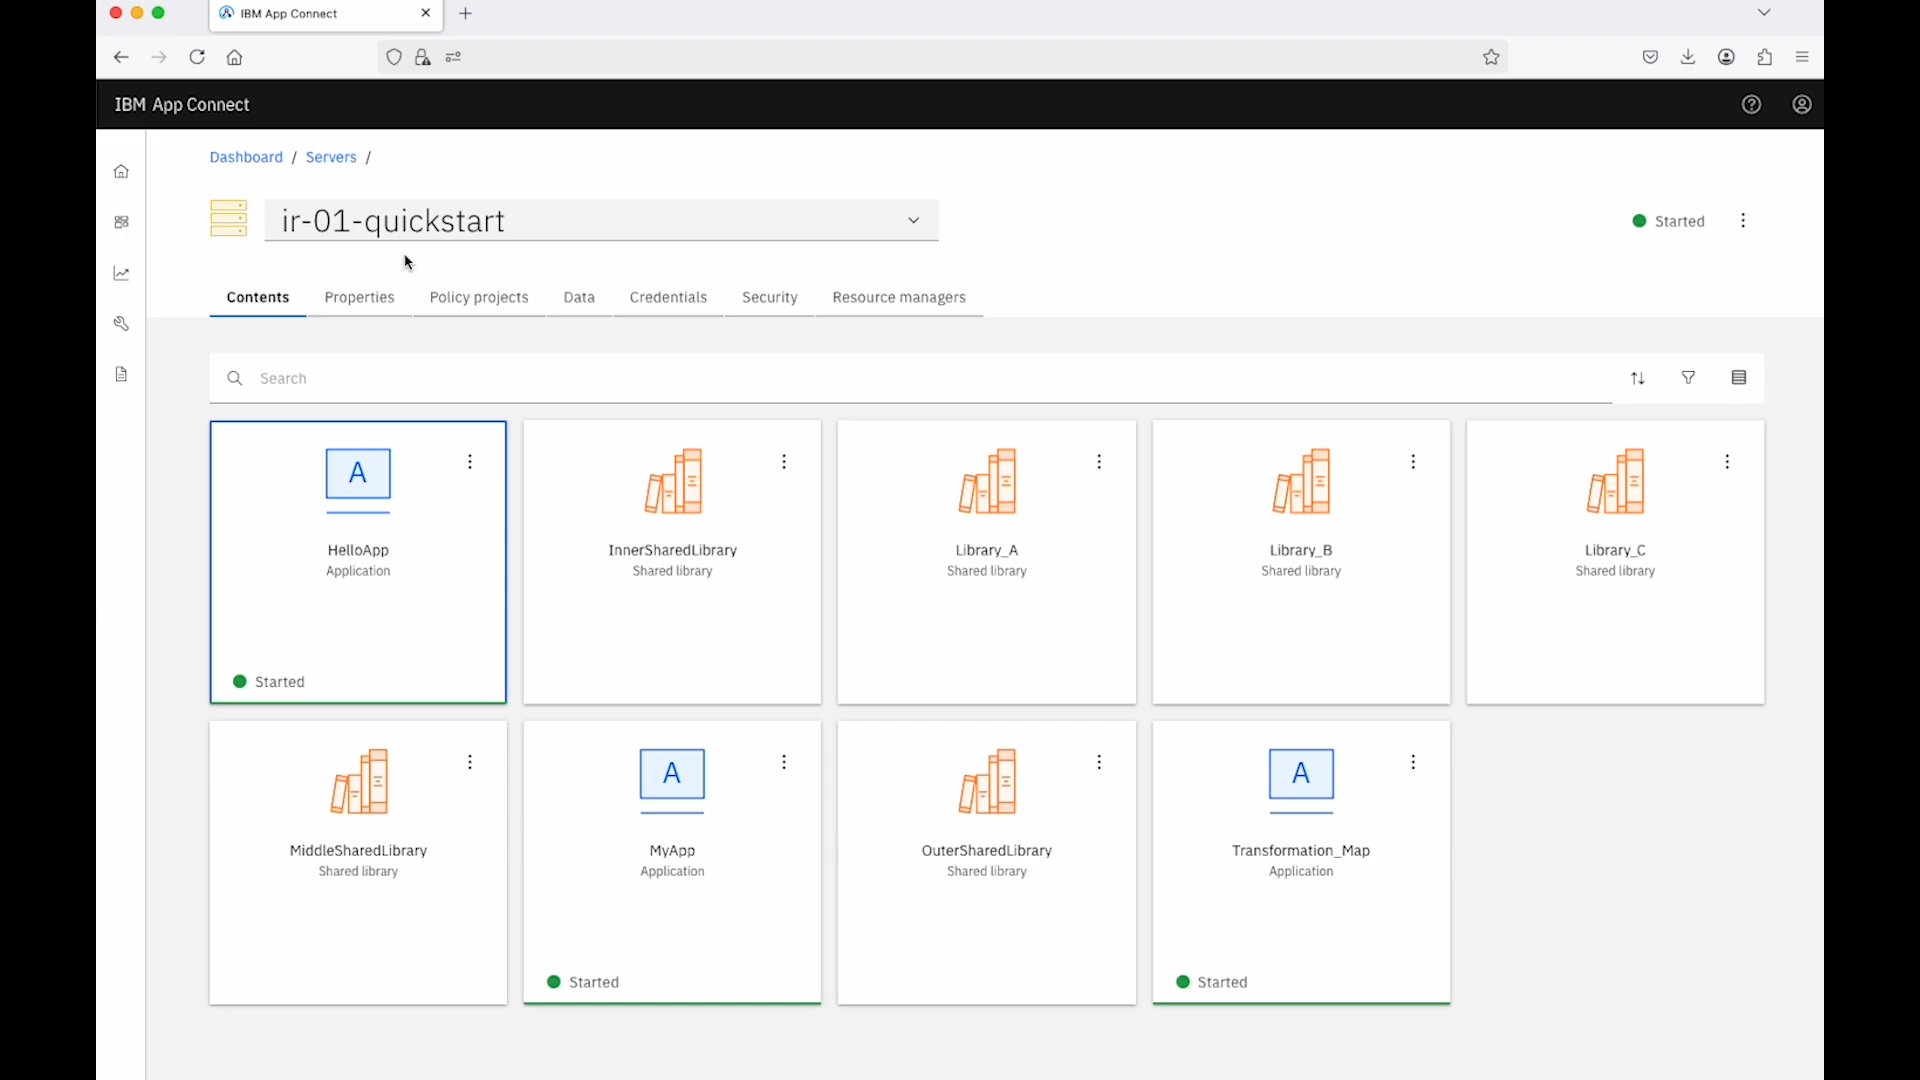 IBM App Connect
IBM App Connect
Dashboard / Servers /
ir-01-quickstart
Started
Contents Properties Policy projects Data Credentials Security Resource managers
Search
A
HelloApp
Application
Started
InnerSharedLibrary
Shared library
Library_A
Shared library
Library_B
Shared library
Library_C
Shared library
MiddleSharedLibrary
Shared library
A
MyApp
Application
Started
OuterSharedLibrary
Shared library
A
Transformation_Map
Application
Started